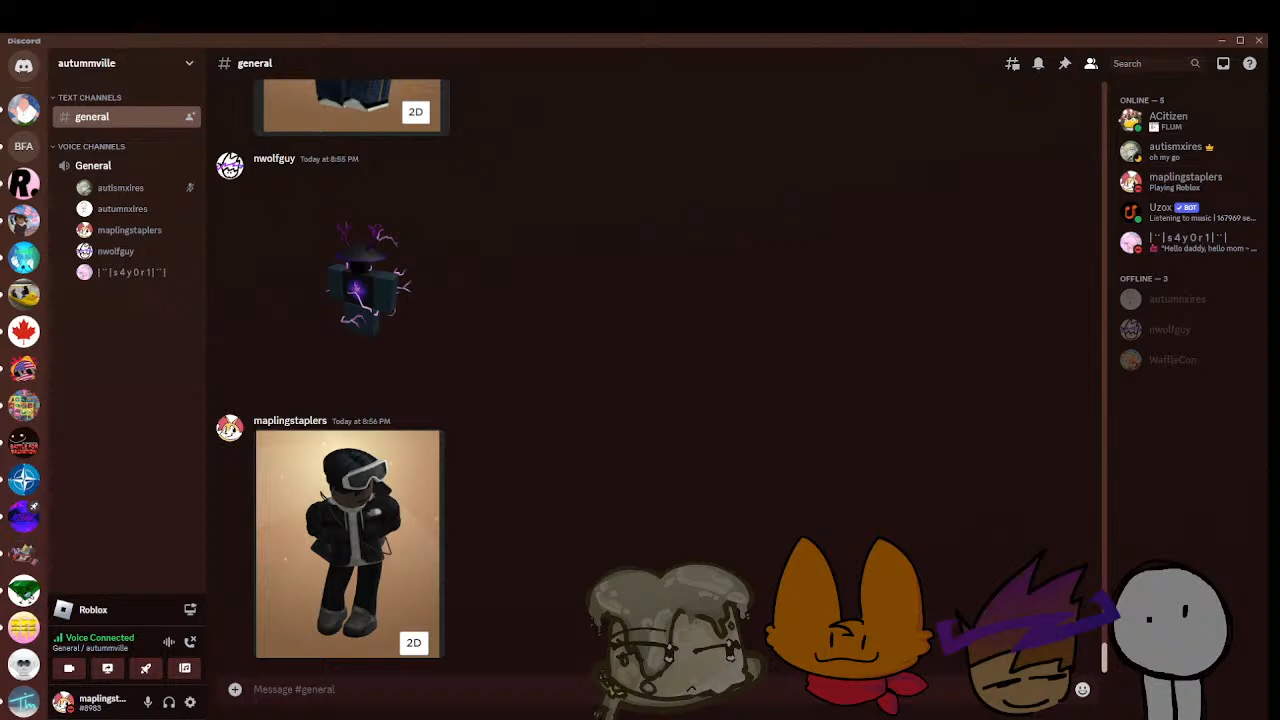 Discord
autummville
general
Search
TEXT CHANNELS
general
VOICE CHANNELS
General
autismxires
autumnxires
maplingstaplers
nwolfguy
|¨|s4y0r1|¨|
BFA
R.
2D
nwolfguy Today at 8:55 PM
maplingstaplers Today at 8:56 PM
2D
Message #general
ONLINE — 5
ACitizen
FLUM
autismxires
oh my go
maplingstaplers
Playing Roblox
Uzox BOT
Listening to music | 167969 se...
|¨|s4y0r1|¨|
"Hello daddy, hello mom ~ ...
OFFLINE — 3
autumnxires
nwolfguy
WaffleCon
Roblox
Voice Connected
General / autummville
maplingst...
#8983